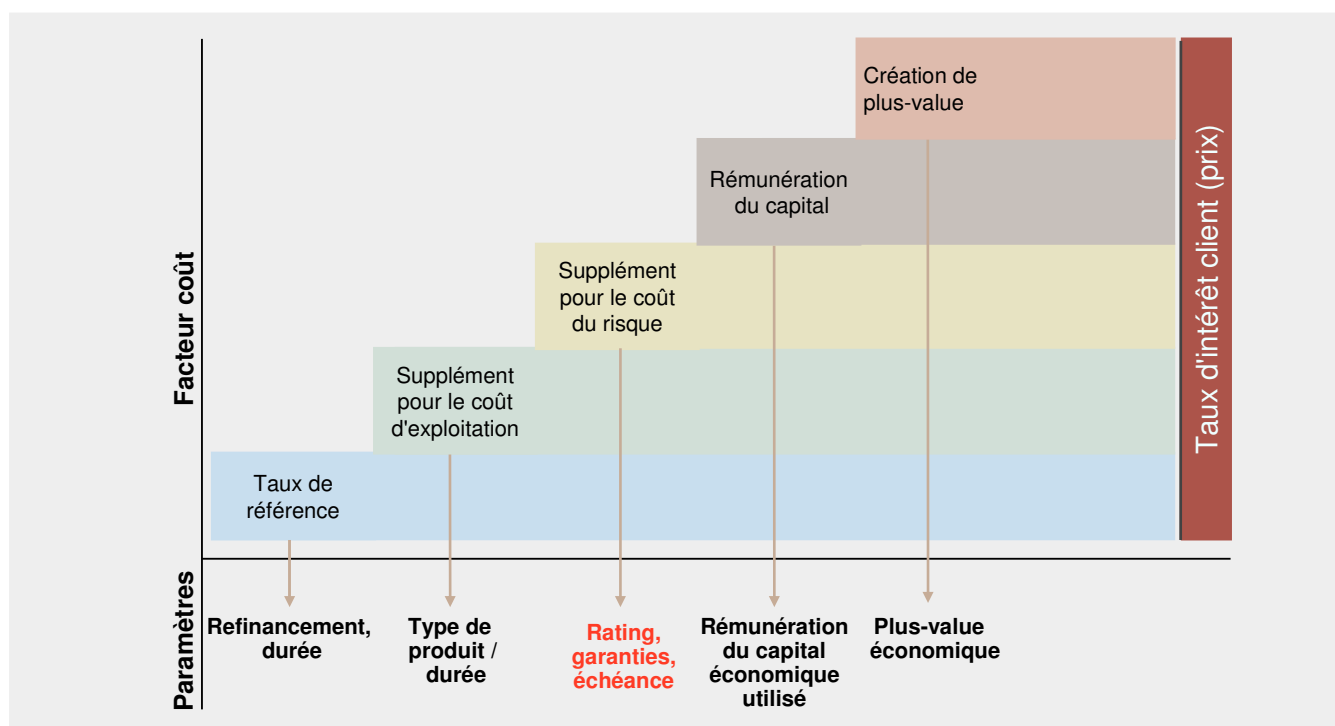 Création de
plus-value
Rémunération
du capital
Supplément
pour le coût
du risque
Supplément
pour le coût
d'exploitation
Taux de
référence
Facteur coût
Taux d'intérêt client (prix)
Paramètres
Refinancement,
durée
Type de
produit /
durée
Rating,
garanties,
échéance
Rémunération
du capital
économique
utilisé
Plus-value
économique